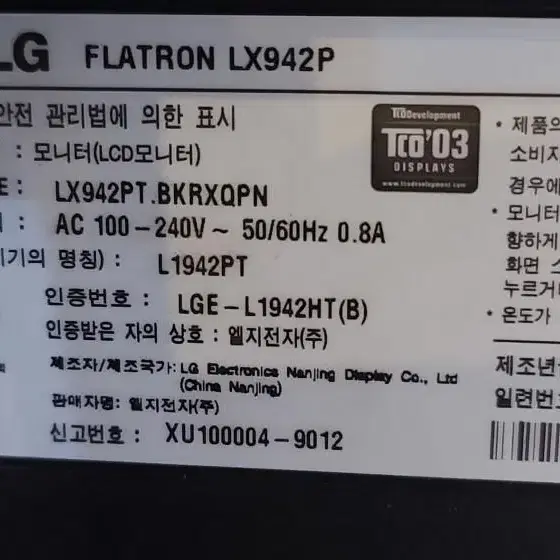 LG FLATRON LX942P
안전 관리법에 의한 표시
: 모니터(LCD모니터)
E : LX942PT.BKRXQPN
: AC 100-240V~ 50/60Hz 0.8A
기기의 명칭) : L1942PT
인증번호 : LGE-L1942HT(B)
인증받은 자의 상호 : 엘지전자(주)
제조자/제조국가: LG Electronics Nanjing Display Co., Ltd
(China Nanjing)
판매자명: 엘지전자(주)
신고번호 : XU100004-9012
TCODevelopment
TCO'03
DISPLAYS
www.tcodevelopment.com
• 제품의
소비자
경우에
• 모니터
향하게
화면 스
누르거나
• 온도가
제조년
일련번호